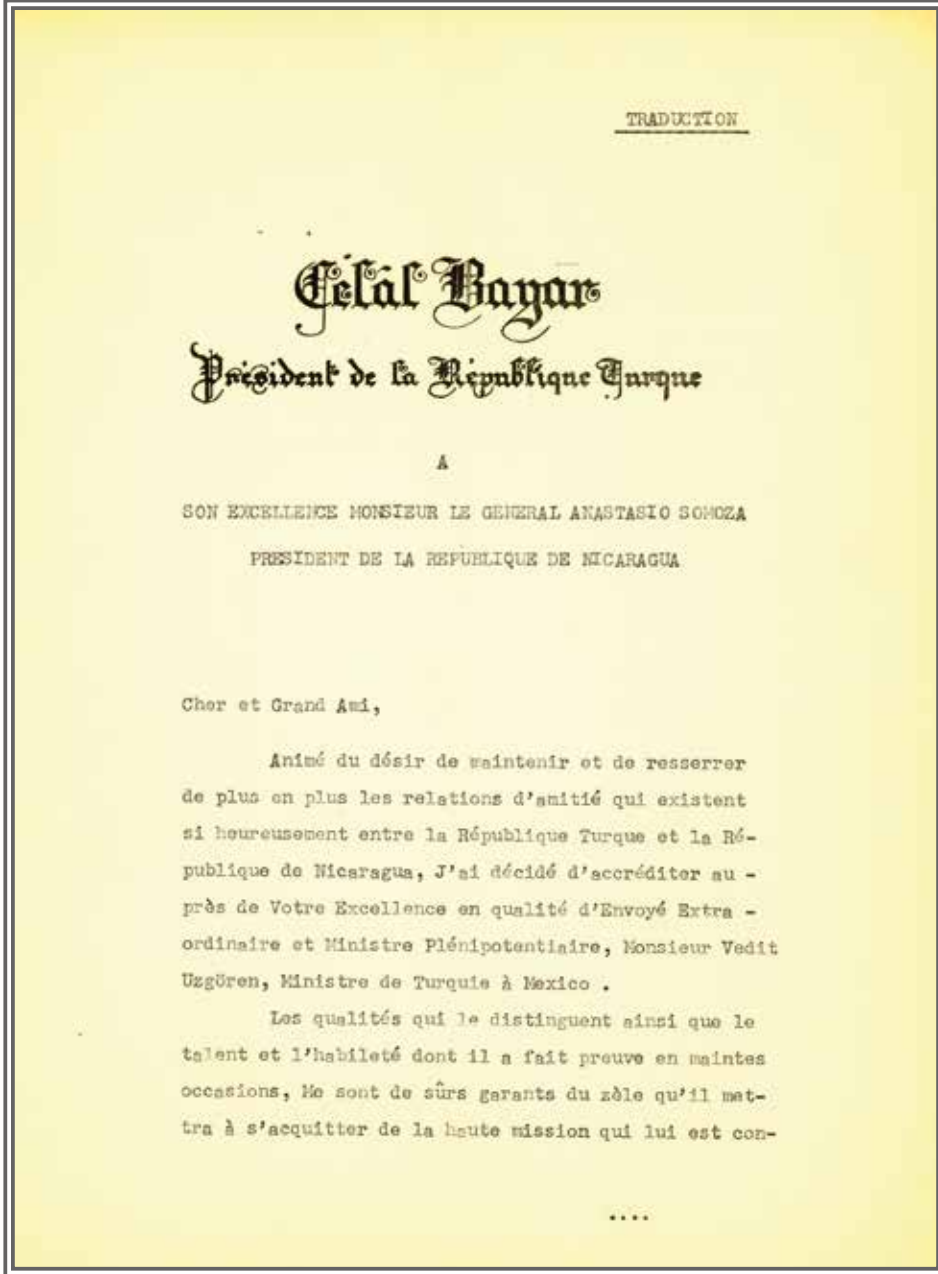 TRADUCTION
Celâl Bayar
Président de la République Turque
A
SON EXCELLENCE MONSIEUR LE GENERAL ANASTASIO SOMOZA
PRESIDENT DE LA REPUBLIQUE DE NICARAGUA
Cher et Grand Ami,
Animé du désir de maintenir et de resserrer
de plus en plus les relations d'amitié qui existent
si heureusement entre la République Turque et la Ré-
publique de Nicaragua, J'ai décidé d'accréditer au -
près de Votre Excellence en qualité d'Envoyé Extra -
ordinaire et Ministre Plénipotentiaire, Monsieur Vedit
Uzgören, Ministre de Turquie à Mexico .
Les qualités qui le distinguent ainsi que le
talent et l'habileté dont il a fait preuve en maintes
occasions, Me sont de sûrs garants du zèle qu'il met-
tra à s'acquitter de la haute mission qui lui est con-
....